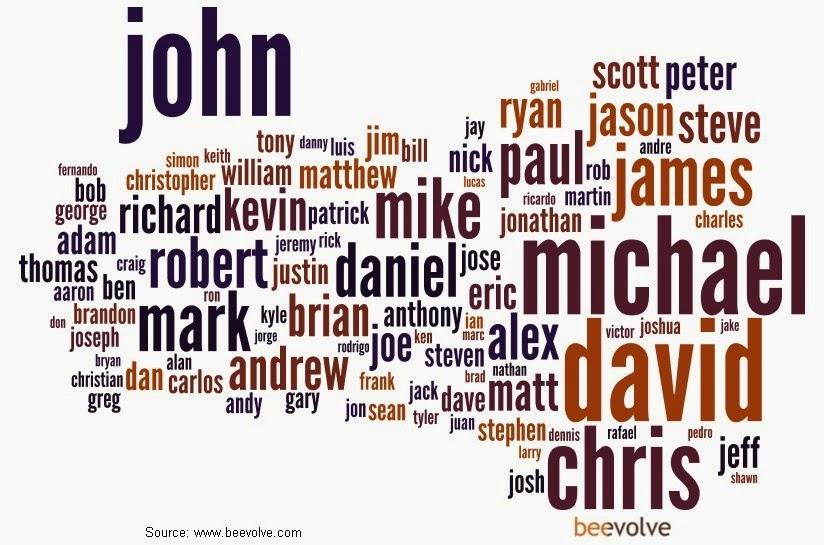 john
scott peter
gabriel
ryan jason steve
jay
tony danny luis jim bill
andre
simon keith
nick paul rob james
fernando
christopher william matthew
lucas
bob
ricardo martin
george richard kevin patrick mike jonathan charles
adam
jeremy rick
thomas craig robert justin daniel jose michael
aaron ben
ron
eric
don brandon mark kyle brian anthony ian
joseph
jorge
ken marc
victor joshua jake
rodrigo joe steven alex david
bryan alan
christian dan carlos andrew frank
brad nathan
greg andy gary
jack dave matt
jon sean tyler juan
stephen dennis rafael pedro
larry
josh chris jeff
shawn
beevolve
Source: www.beevolve.com